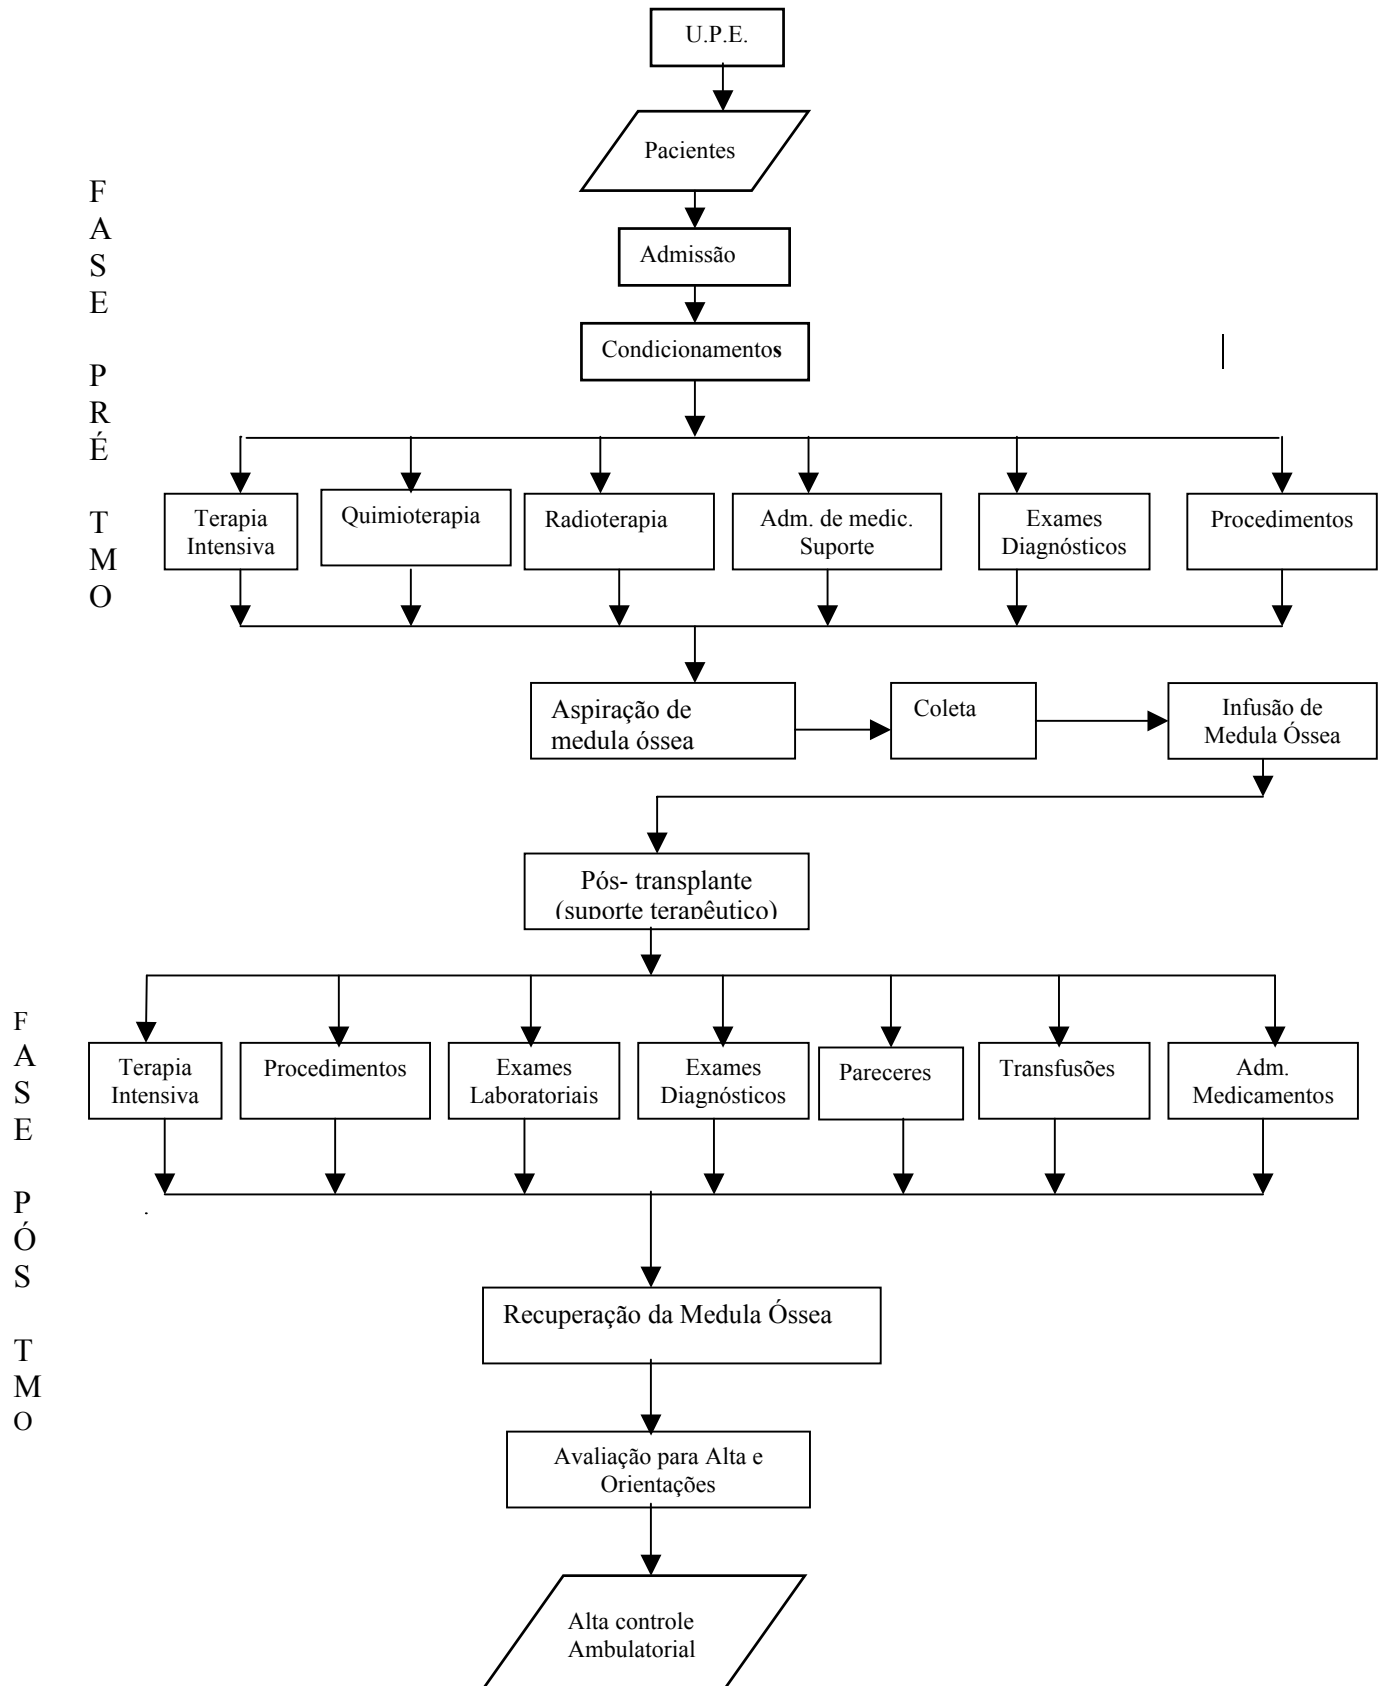 U.P.E.
Pacientes
Admissão
Condicionamentos
F
A
S
E
P
R
É
T
M
O
Terapia
Intensiva
Quimioterapia
Radioterapia
Adm. de medic.
Suporte
Exames
Diagnósticos
Procedimentos
Aspiração de
medula óssea
Coleta
Infusão de
Medula Óssea
Pós- transplante
(suporte terapêutico)
F
A
S
E
P
Ó
S
T
M
O
Terapia
Intensiva
Procedimentos
Exames
Laboratoriais
Exames
Diagnósticos
Pareceres
Transfusões
Adm.
Medicamentos
Recuperação da Medula Óssea
Avaliação para Alta e
Orientações
Alta controle
Ambulatorial